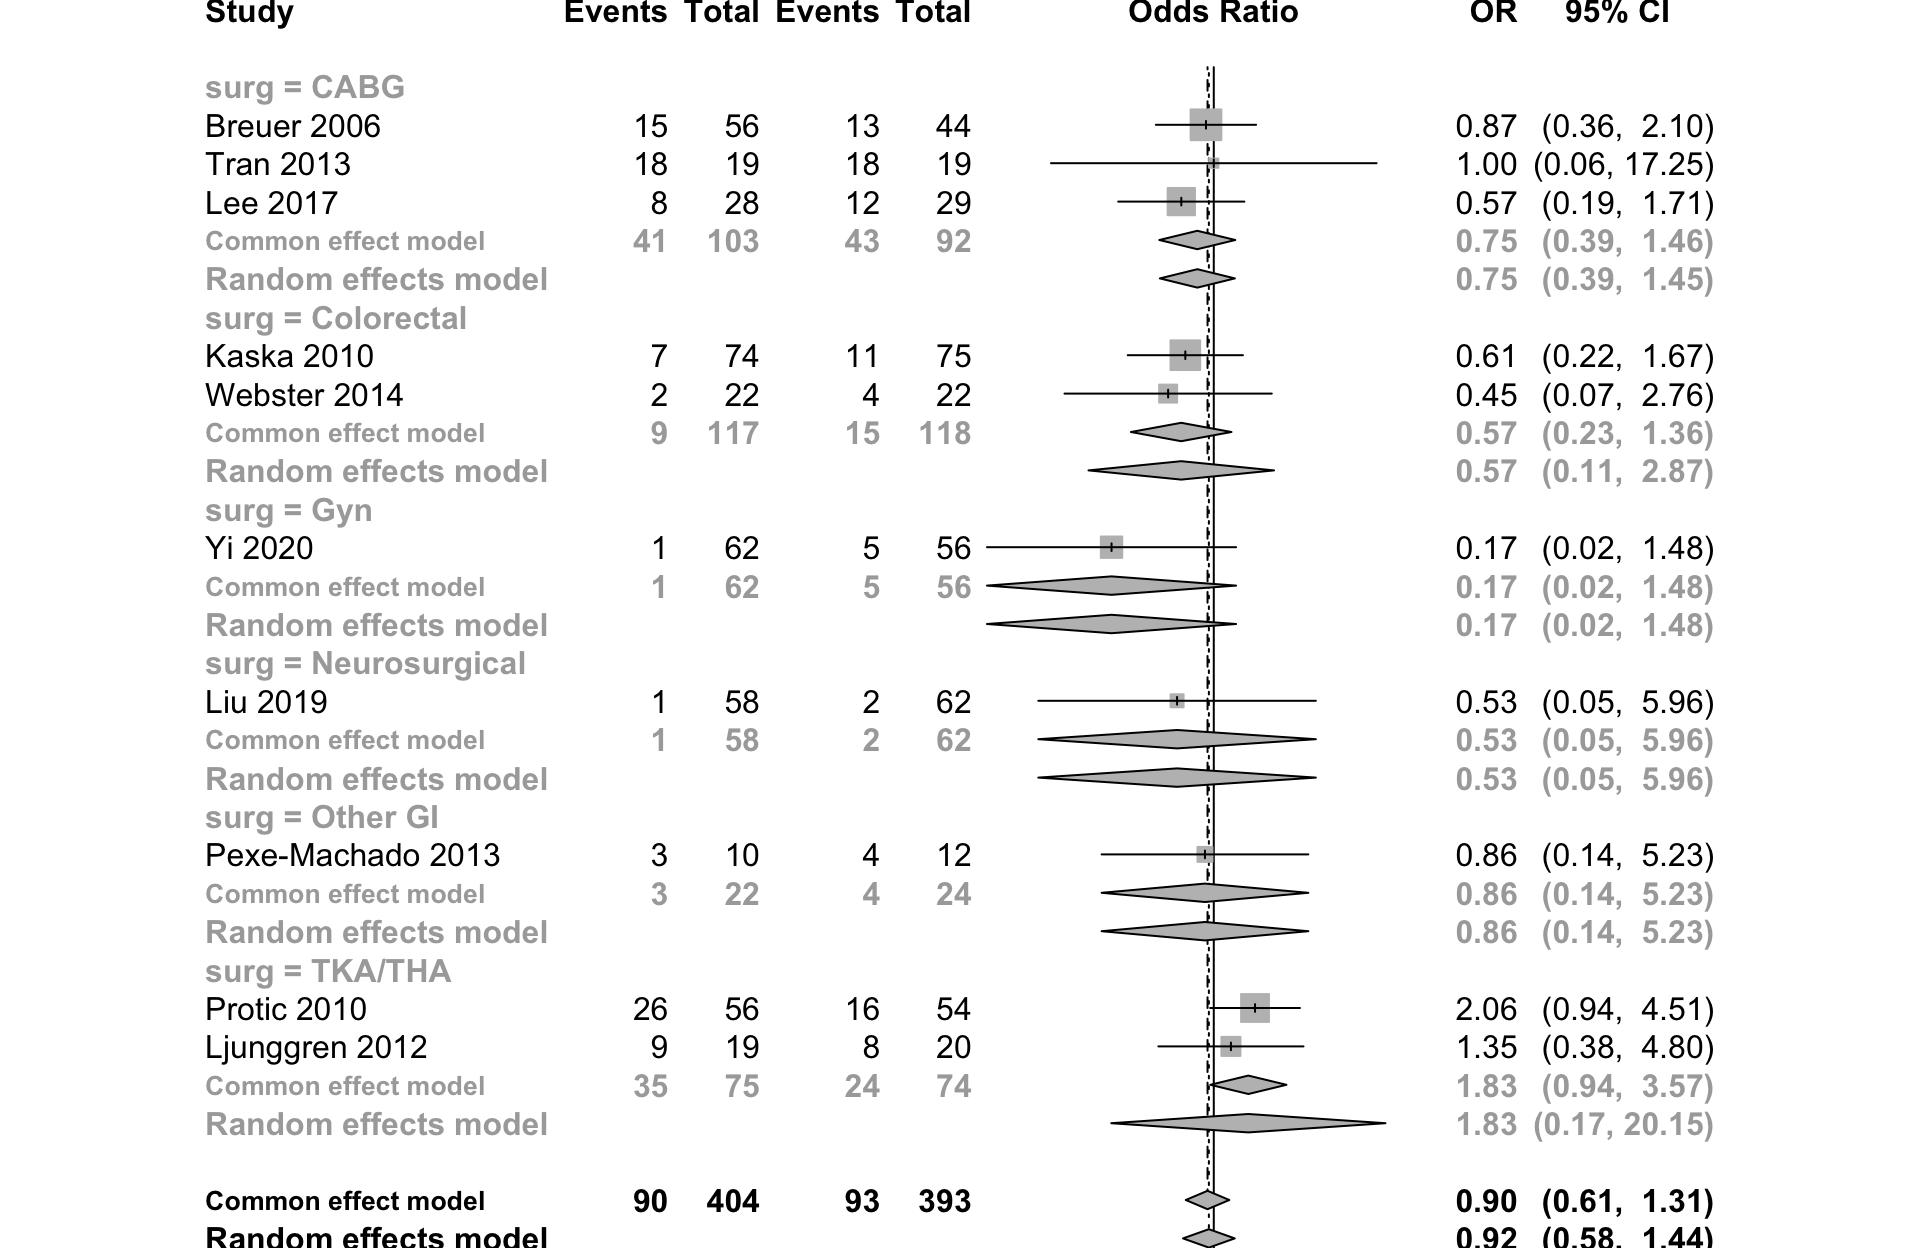 Study Events Total Events Total Odds Ratio OR 95% CI
surg = CABG
Breuer 2006 15 56 13 44 0.87 (0.36, 2.10)
Tran 2013 18 19 18 19 1.00 (0.06, 17.25)
Lee 2017 8 28 12 29 0.57 (0.19, 1.71)
Common effect model 41 103 43 92 0.75 (0.39, 1.46)
Random effects model 0.75 (0.39, 1.45)
surg = Colorectal
Kaska 2010 7 74 11 75 0.61 (0.22, 1.67)
Webster 2014 2 22 4 22 0.45 (0.07, 2.76)
Common effect model 9 117 15 118 0.57 (0.23, 1.36)
Random effects model 0.57 (0.11, 2.87)
surg = Gyn
Yi 2020 1 62 5 56 0.17 (0.02, 1.48)
Common effect model 1 62 5 56 0.17 (0.02, 1.48)
Random effects model 0.17 (0.02, 1.48)
surg = Neurosurgical
Liu 2019 1 58 2 62 0.53 (0.05, 5.96)
Common effect model 1 58 2 62 0.53 (0.05, 5.96)
Random effects model 0.53 (0.05, 5.96)
surg = Other GI
Pexe-Machado 2013 3 10 4 12 0.86 (0.14, 5.23)
Common effect model 3 22 4 24 0.86 (0.14, 5.23)
Random effects model 0.86 (0.14, 5.23)
surg = TKA/THA
Protic 2010 26 56 16 54 2.06 (0.94, 4.51)
Ljunggren 2012 9 19 8 20 1.35 (0.38, 4.80)
Common effect model 35 75 24 74 1.83 (0.94, 3.57)
Random effects model 1.83 (0.17, 20.15)
Common effect model 90 404 93 393 0.90 (0.61, 1.31)
Random effects model 0.92 (0.58, 1.44)